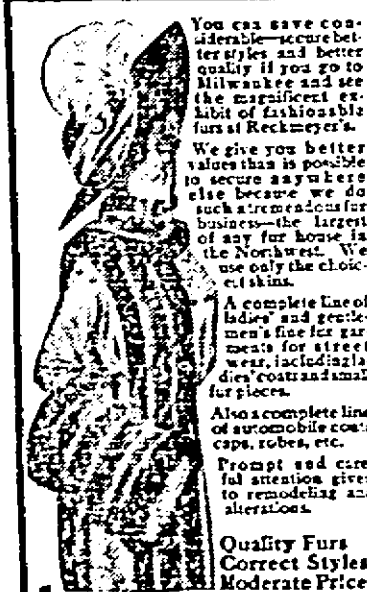 You can save con-
siderable—secure bet-
ter styles and better
quality if you go to
Milwaukee and see
the magnificent ex-
hibit of fashionable
furs at Reckmeyer's.
We give you better
values than is possible
to secure anywhere
else because we do
such a tremendous fur
business—the largest
of any fur house in
the Northwest. We
use only the choic-
est skins.
A complete line of
ladies' and gentle-
men's fine fur gar-
ments for street
wear, including la-
dies' coats and small
fur pieces.
Also a complete line
of automobile coats
caps, robes, etc.
Prompt and care
ful attention given
to remodeling and
alterations.
Quality Furs
Correct Styles
Moderate Price